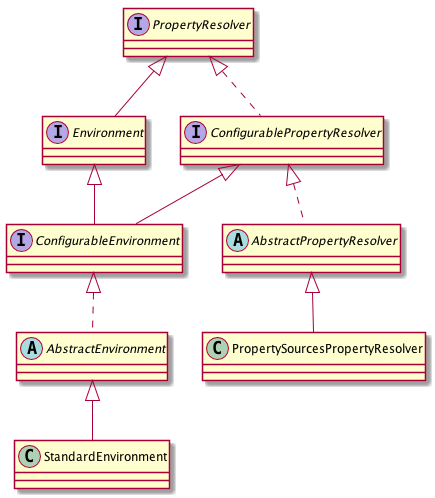 I PropertyResolver
I Environment
I ConfigurablePropertyResolver
I ConfigurableEnvironment
A AbstractPropertyResolver
A AbstractEnvironment
C PropertySourcesPropertyResolver
C StandardEnvironment